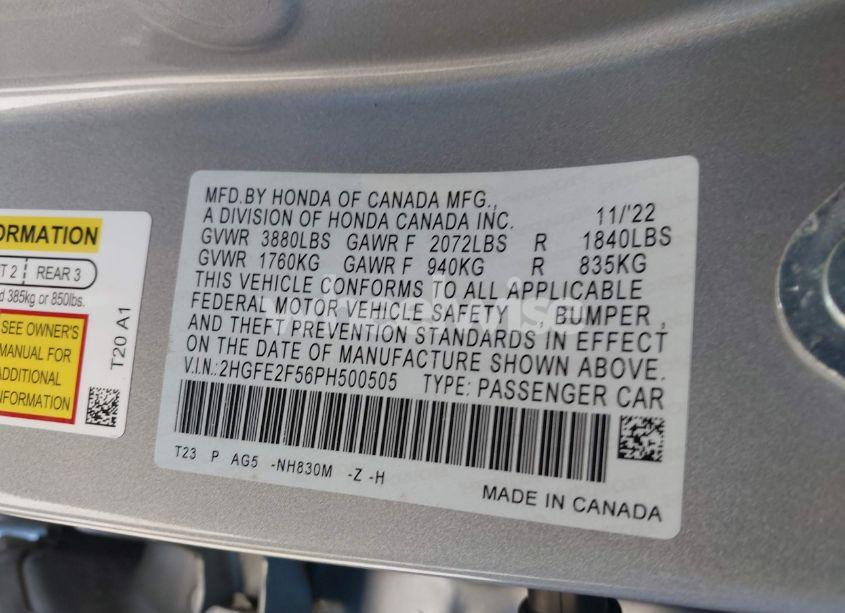 ORMATION
T 2 REAR 3
d 385kg or 850lbs.
SEE OWNER'S
MANUAL FOR
ADDITIONAL
INFORMATION
T20 A1
MFD.BY HONDA OF CANADA MFG.,
A DIVISION OF HONDA CANADA INC. 11/'22
GVWR 3880LBS GAWR F 2072LBS R 1840LBS
GVWR 1760KG GAWR F 940KG R 835KG
THIS VEHICLE CONFORMS TO ALL APPLICABLE
FEDERAL MOTOR VEHICLE SAFETY , BUMPER ,
AND THEFT PREVENTION STANDARDS IN EFFECT
ON THE DATE OF MANUFACTURE SHOWN ABOVE.
V.I.N.: 2HGFE2F56PH500505 TYPE: PASSENGER CAR
T23 P AG5 -NH830M -Z -H
MADE IN CANADA